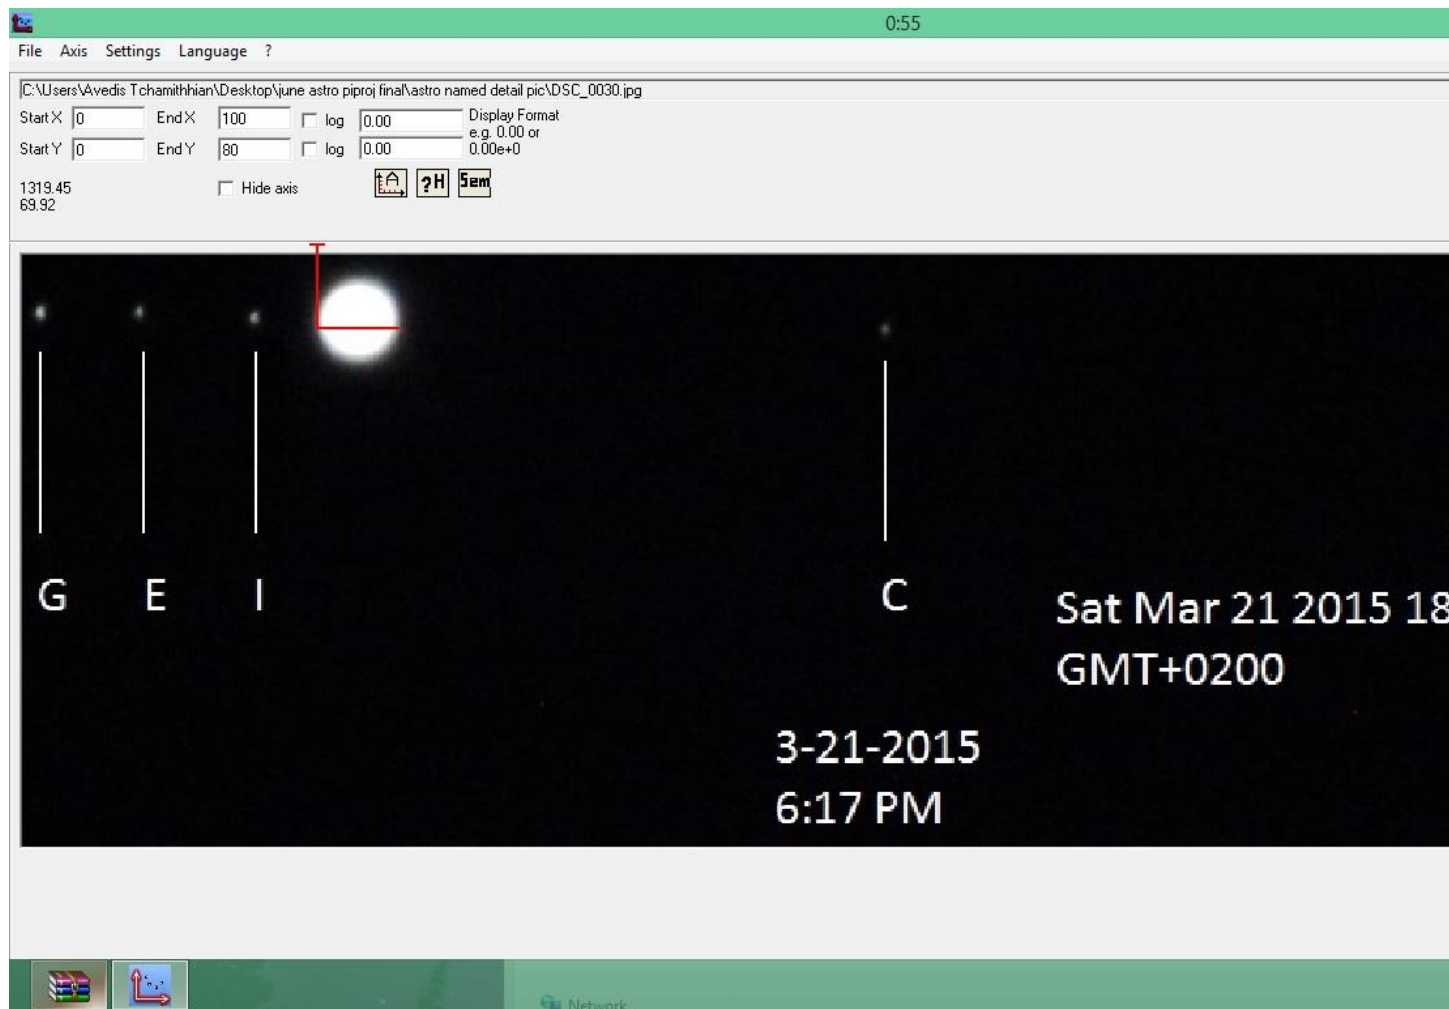 0:55
File Axis Settings Language ?
C:\Users\Avedis Tchamithhian\Desktop\june astro piproj final\astro named detail pic\DSC_0030.jpg
Start X 0 End X 100 log 0.00 Display Format
e.g. 0.00 or
Start Y 0 End Y 80 log 0.00 0.00e+0
1319.45 Hide axis A ?H Sem
69.92
G E I C
Sat Mar 21 2015 18
GMT+0200
3-21-2015
6:17 PM
Network